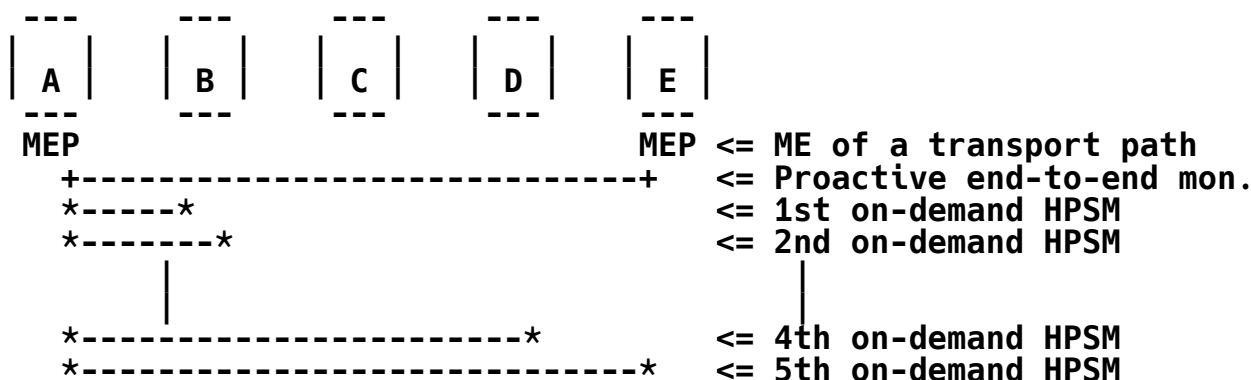 ---     ---     ---     ---     ---
|   |   |   |   |   |   |   |   |   |
| A |   | B |   | C |   | D |   | E |
 ---     ---     ---     ---     ---
 MEP                             MEP <= ME of a transport path
   +-----------------------------+   <= Proactive end-to-end mon.
   *-----*                           <= 1st on-demand HPSM
   *-------*                         <= 2nd on-demand HPSM
        |                                |
        |                                |
   *-----------------------*         <= 4th on-demand HPSM
   *-----------------------------*   <= 5th on-demand HPSM